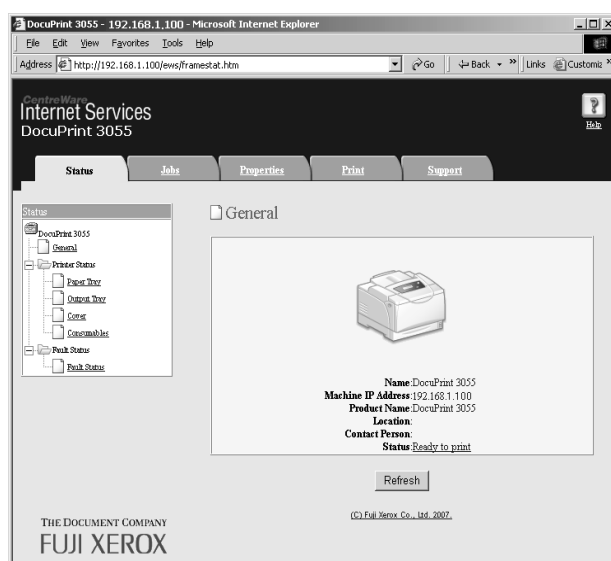 DocuPrint 3055 - 192.168.1,100 - Microsoft Internet Explorer
File Edit View Favorites Tools Help
Address http://192.168.1.100/ews/framestat.htm Go Back » Links Customiz »
CentreWare
Internet Services
DocuPrint 3055
Help
Status Jobs Properties Print Support
Status
DocuPrint 3055
General
Printer Status
Paper Tray
Output Tray
Cover
Consumables
Fault Status
Fault Status
General
Name:DocuPrint 3055
Machine IP Address:192.168.1.100
Product Name:DocuPrint 3055
Location:
Contact Person:
Status:Ready to print
Refresh
(C) Fuji Xerox Co., Ltd. 2007.
THE DOCUMENT COMPANY
FUJI XEROX